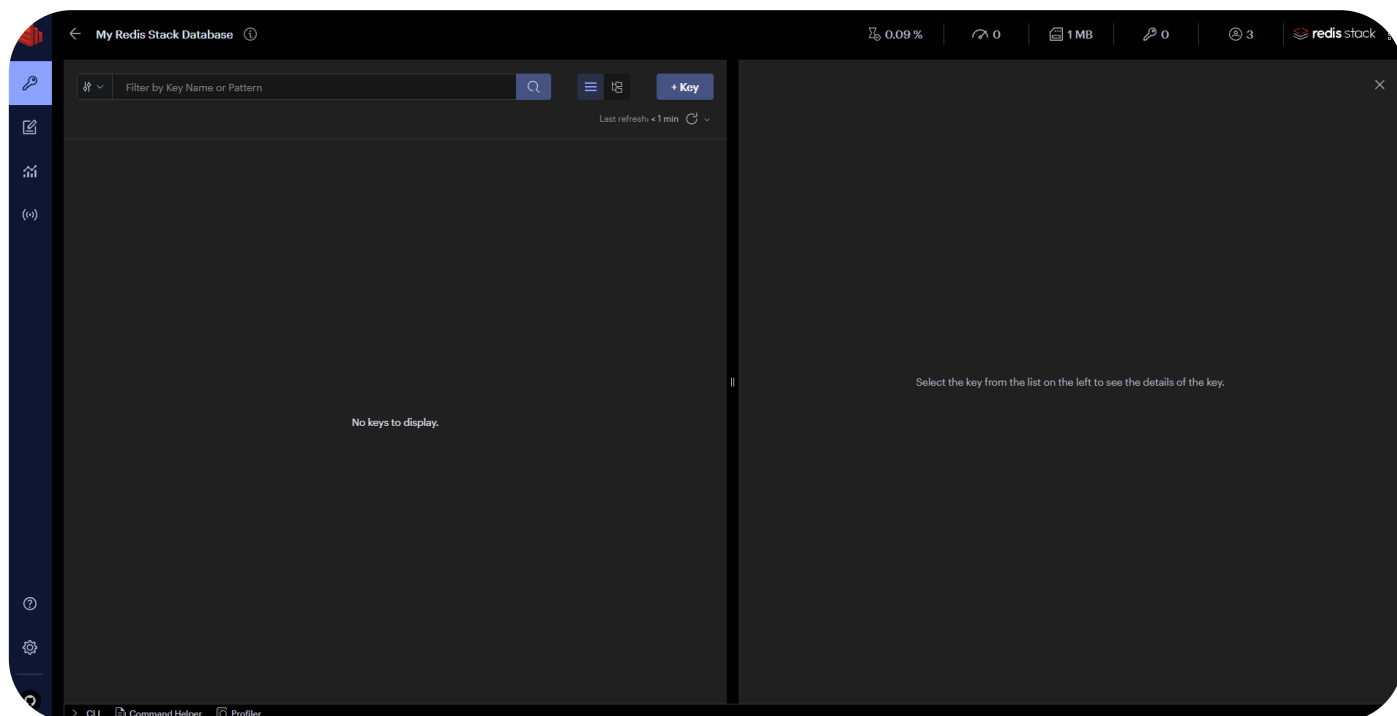 My Redis Stack Database
0.09 %
0
1 MB
0
3
redis stack
Filter by Key Name or Pattern
+ Key
Last refresh: < 1 min
Select the key from the list on the left to see the details of the key.
No keys to display.
CLI Command Helper Profiler